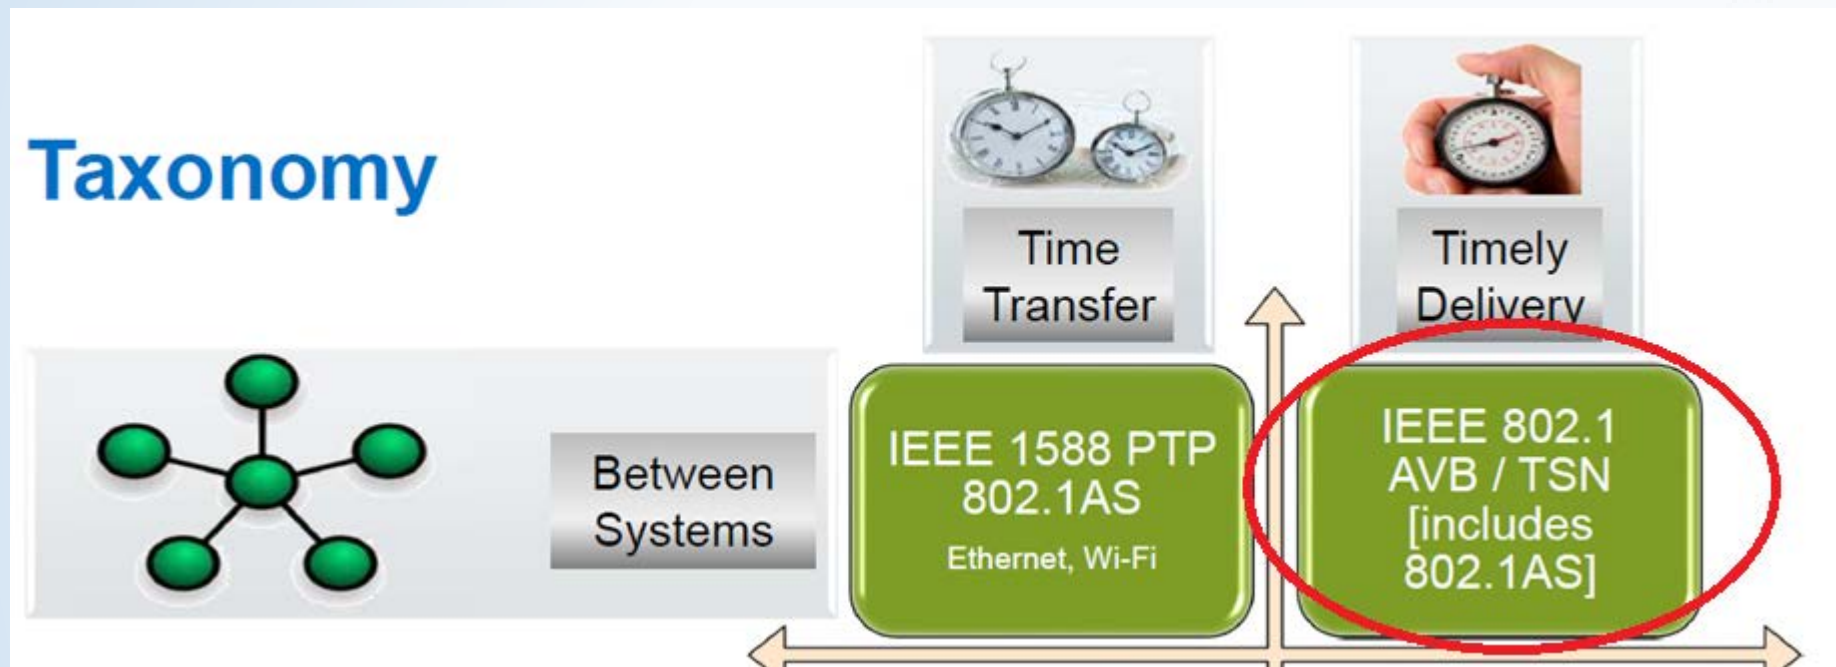 Taxonomy
Time
Transfer
Timely
Delivery
Between
Systems
IEEE 1588 PTP
802.1AS
Ethernet, Wi-Fi
IEEE 802.1
AVB / TSN
[includes
802.1AS]